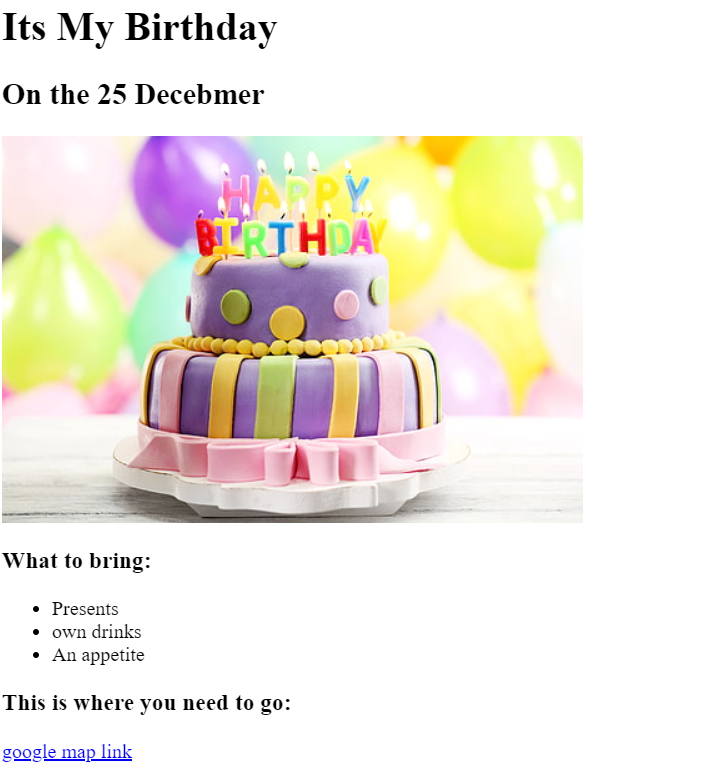 Its My Birthday
On the 25 Decebmer
HAPPY
BIRTHDAY
What to bring:
Presents
own drinks
An appetite
This is where you need to go:
google map link